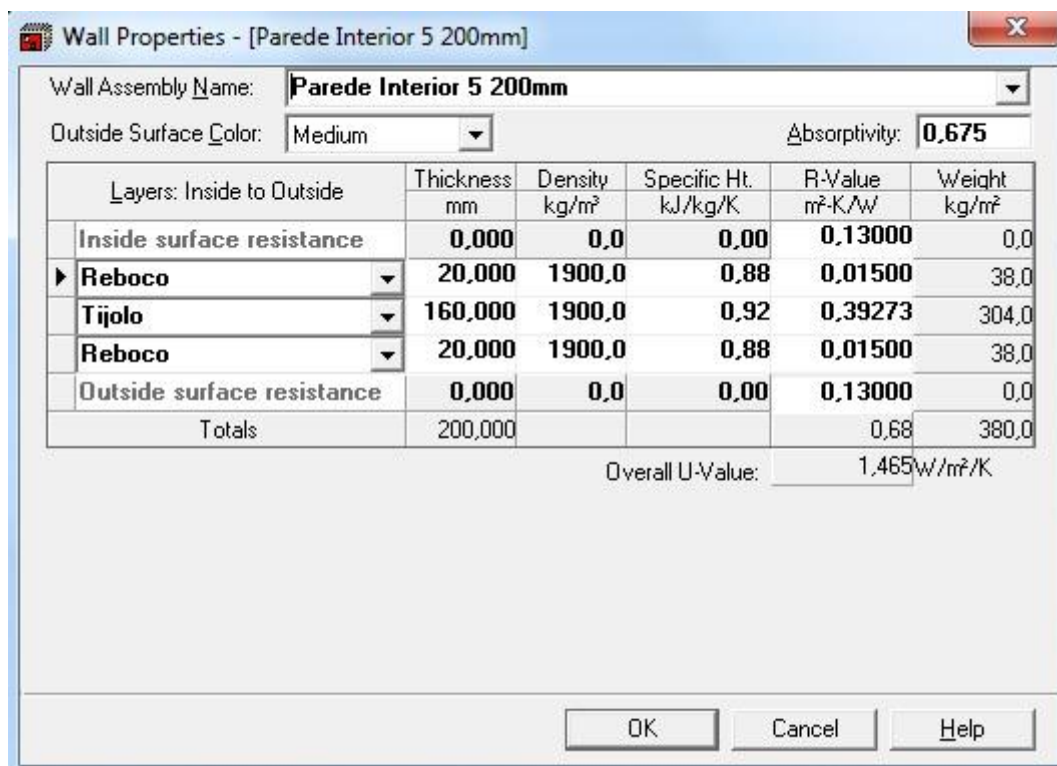 Wall Properties - [Parede Interior 5 200mm]
Wall Assembly Name: Parede Interior 5 200mm
Outside Surface Color: Medium Absorptivity: 0,675
Layers: Inside to Outside Thickness Density Specific Ht. R-Value Weight
mm kg/m³ kJ/kg/K m²-K/W kg/m²
Inside surface resistance 0,000 0,0 0,00 0,13000 0,0
Reboco 20,000 1900,0 0,88 0,01500 38,0
Tijolo 160,000 1900,0 0,92 0,39273 304,0
Reboco 20,000 1900,0 0,88 0,01500 38,0
Outside surface resistance 0,000 0,0 0,00 0,13000 0,0
Totals 200,000 0,68 380,0
Overall U-Value: 1,465 W/m²/K
OK Cancel Help